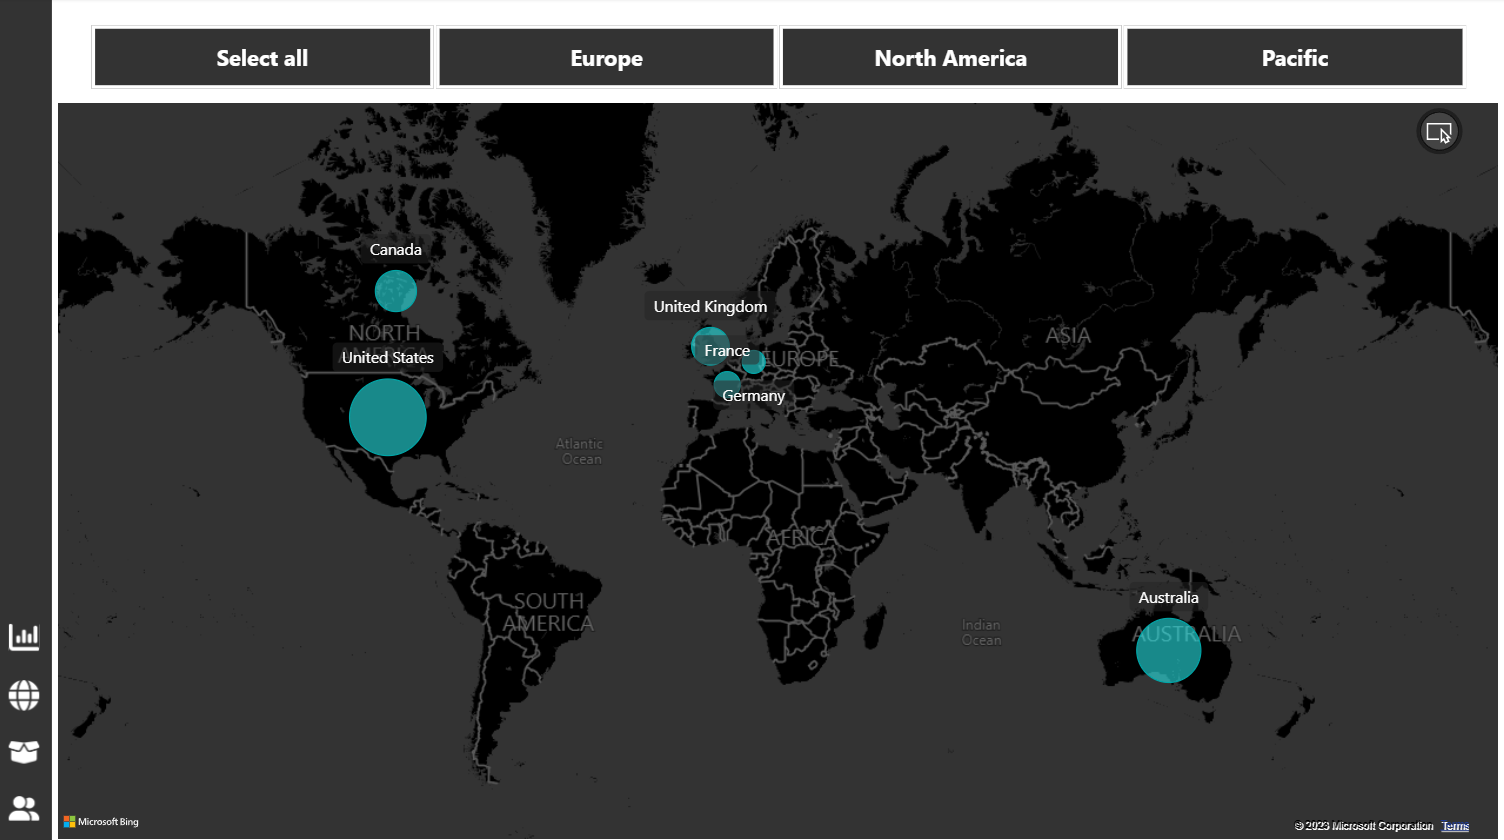 Select all
Europe
North America
Pacific
Canada
NORTH
AMERICA
United States
United Kingdom
France
EUROPE
Germany
ASIA
Atlantic
Ocean
AFRICA
SOUTH
AMERICA
Indian
Ocean
Australia
AUSTRALIA
Microsoft Bing
© 2023 Microsoft Corporation Terms